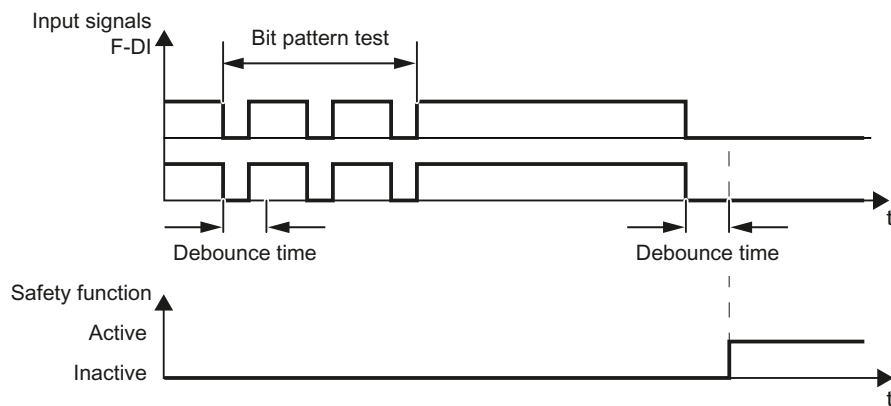 Input signals
F-DI
Bit pattern test
t
Debounce time
Debounce time
Safety function
Active
Inactive
t